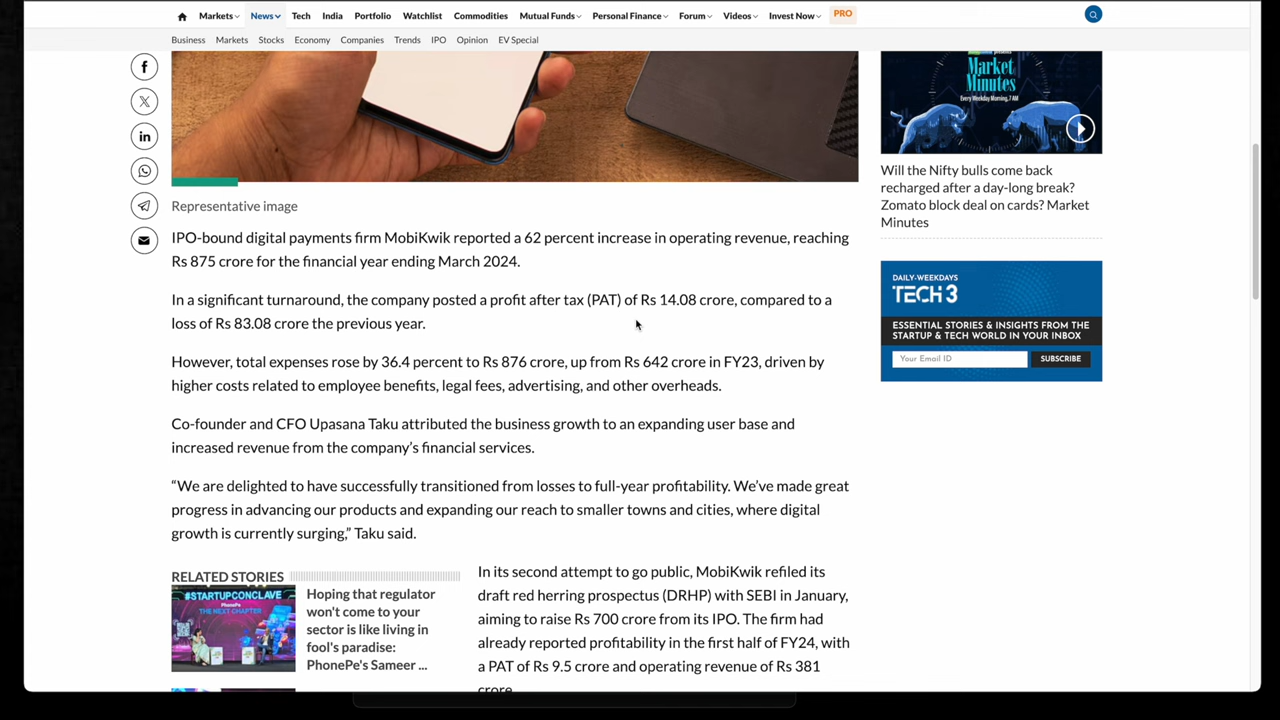 Markets News Tech India Portfolio Watchlist Commodities Mutual Funds Personal Finance Forum Videos Invest Now PRO
Business Markets Stocks Economy Companies Trends IPO Opinion EV Special
Representative image
IPO-bound digital payments firm MobiKwik reported a 62 percent increase in operating revenue, reaching
Rs 875 crore for the financial year ending March 2024.
In a significant turnaround, the company posted a profit after tax (PAT) of Rs 14.08 crore, compared to a
loss of Rs 83.08 crore the previous year.
However, total expenses rose by 36.4 percent to Rs 876 crore, up from Rs 642 crore in FY23, driven by
higher costs related to employee benefits, legal fees, advertising, and other overheads.
Co-founder and CFO Upasana Taku attributed the business growth to an expanding user base and
increased revenue from the company's financial services.
“We are delighted to have successfully transitioned from losses to full-year profitability. We've made great
progress in advancing our products and expanding our reach to smaller towns and cities, where digital
growth is currently surging,” Taku said.
RELATED STORIES
#STARTUPCONCLAVE
PhonePe
THE NEXT CHAPTER
Hoping that regulator
won't come to your
sector is like living in
fool's paradise:
PhonePe's Sameer ...
In its second attempt to go public, MobiKwik refiled its
draft red herring prospectus (DRHP) with SEBI in January,
aiming to raise Rs 700 crore from its IPO. The firm had
already reported profitability in the first half of FY24, with
a PAT of Rs 9.5 crore and operating revenue of Rs 381
crore
Market
Minutes
Every Weekday Morning, 7 AM
Will the Nifty bulls come back
recharged after a day-long break?
Zomato block deal on cards? Market
Minutes
DAILY-WEEKDAYS
TECH 3
ESSENTIAL STORIES & INSIGHTS FROM THE
STARTUP & TECH WORLD IN YOUR INBOX
Your Email ID SUBSCRIBE